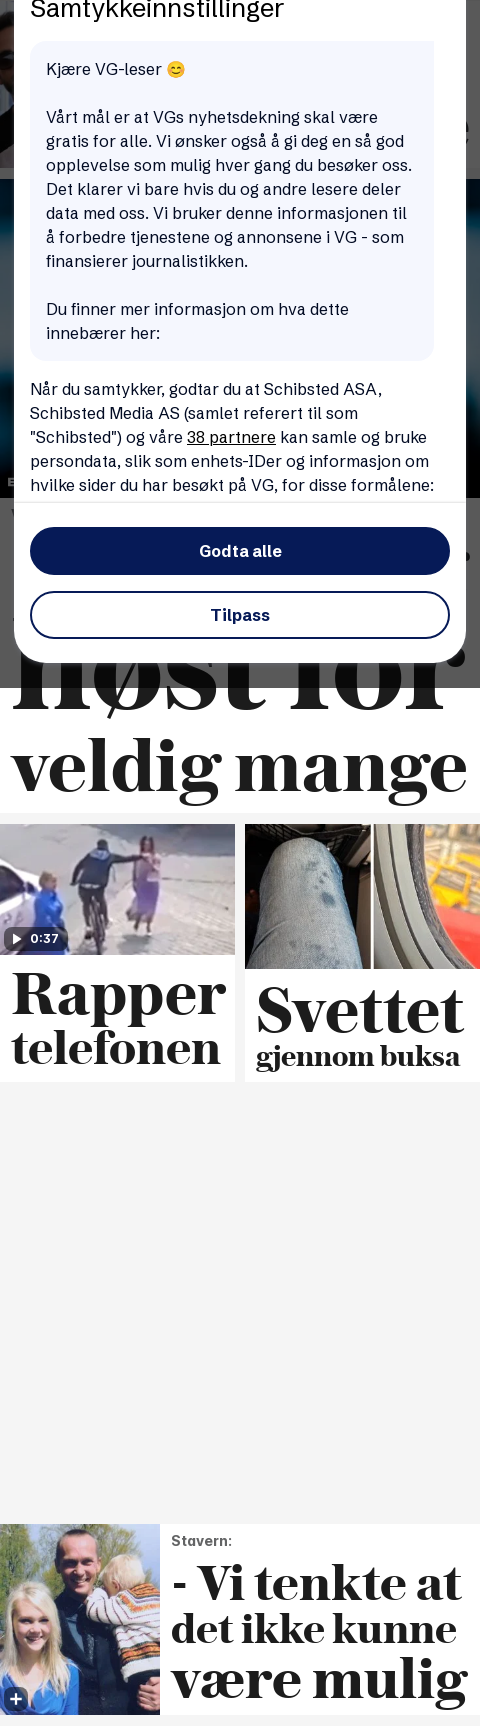 Samtykkeinnstillinger
Kjære VG-leser 😊
Vårt mål er at VGs nyhetsdekning skal være
gratis for alle. Vi ønsker også å gi deg en så god
opplevelse som mulig hver gang du besøker oss.
Det klarer vi bare hvis du og andre lesere deler
data med oss. Vi bruker denne informasjonen til
å forbedre tjenestene og annonsene i VG - som
finansierer journalistikken.
Du finner mer informasjon om hva dette
innebærer her:
Når du samtykker, godtar du at Schibsted ASA,
Schibsted Media AS (samlet referert til som
"Schibsted") og våre 38 partnere kan samle og bruke
persondata, slik som enhets-IDer og informasjon om
hvilke sider du har besøkt på VG, for disse formålene:
Godta alle
Tilpass
høst for
veldig mange
0:37
Rapper
telefonen
Svettet
gjennom buksa
Stavern:
- Vi tenkte at
det ikke kunne
være mulig